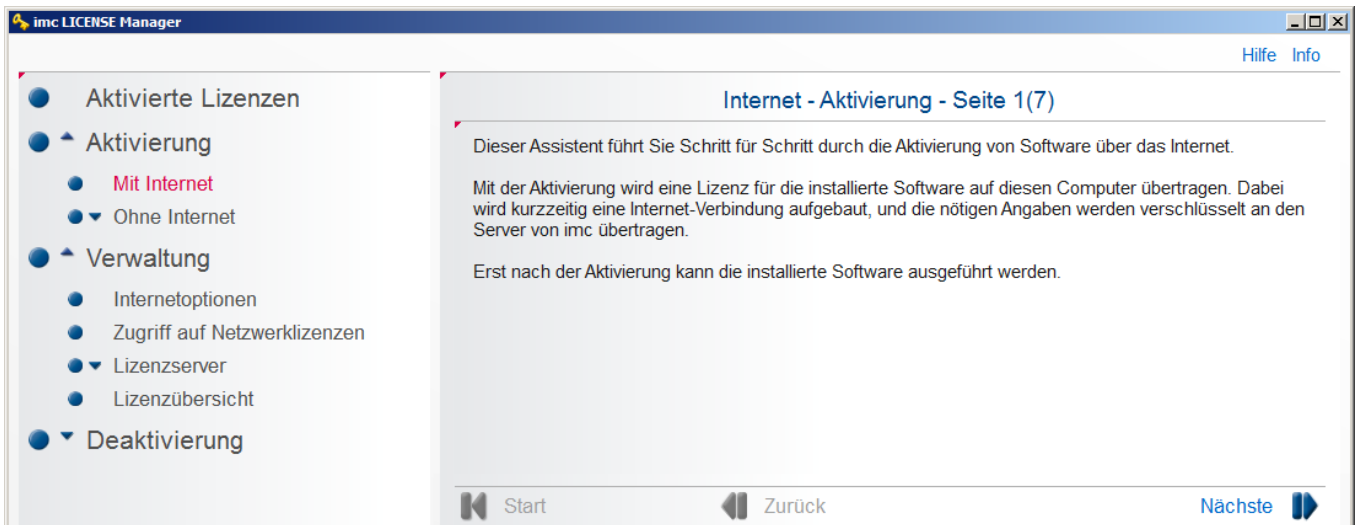 imc LICENSE Manager
Hilfe Info
Aktivierte Lizenzen
Aktivierung
Mit Internet
Ohne Internet
Verwaltung
Internetoptionen
Zugriff auf Netzwerklizenzen
Lizenzserver
Lizenzübersicht
Deaktivierung
Internet - Aktivierung - Seite 1(7)
Dieser Assistent führt Sie Schritt für Schritt durch die Aktivierung von Software über das Internet.
Mit der Aktivierung wird eine Lizenz für die installierte Software auf diesen Computer übertragen. Dabei
wird kurzzeitig eine Internet-Verbindung aufgebaut, und die nötigen Angaben werden verschlüsselt an den
Server von imc übertragen.
Erst nach der Aktivierung kann die installierte Software ausgeführt werden.
Start Zurück Nächste